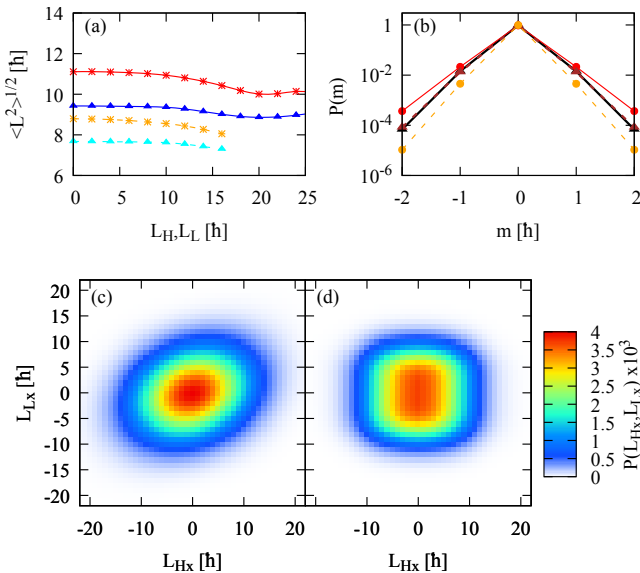 (a)
<L²>¹/² [ħ]
14
12
10
8
6
0 5 10 15 20 25
L_H,L_L [ħ]
(b)
P(m)
1
10⁻²
10⁻⁴
10⁻⁶
-2 -1 0 1 2
m [ħ]
(c)
L_Lx [ħ]
20
15
10
5
0
-5
-10
-15
-20
-20 -10 0 10 20
L_Hx [ħ]
(d)
-20 -10 0 10 20
L_Hx [ħ]
4
3.5
3
2.5
2
1.5
1
0.5
0
P(L_Hx,L_Lx) x10³